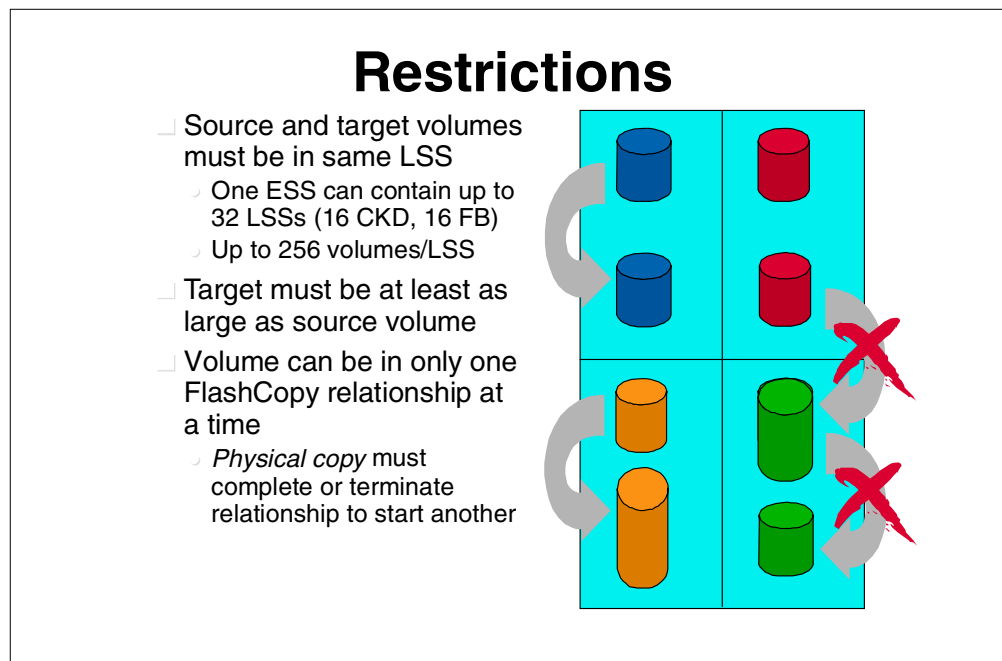 Restrictions
Source and target volumes
must be in same LSS
One ESS can contain up to
32 LSSs (16 CKD, 16 FB)
Up to 256 volumes/LSS
Target must be at least as
large as source volume
Volume can be in only one
FlashCopy relationship at
a time
Physical copy must
complete or terminate
relationship to start another